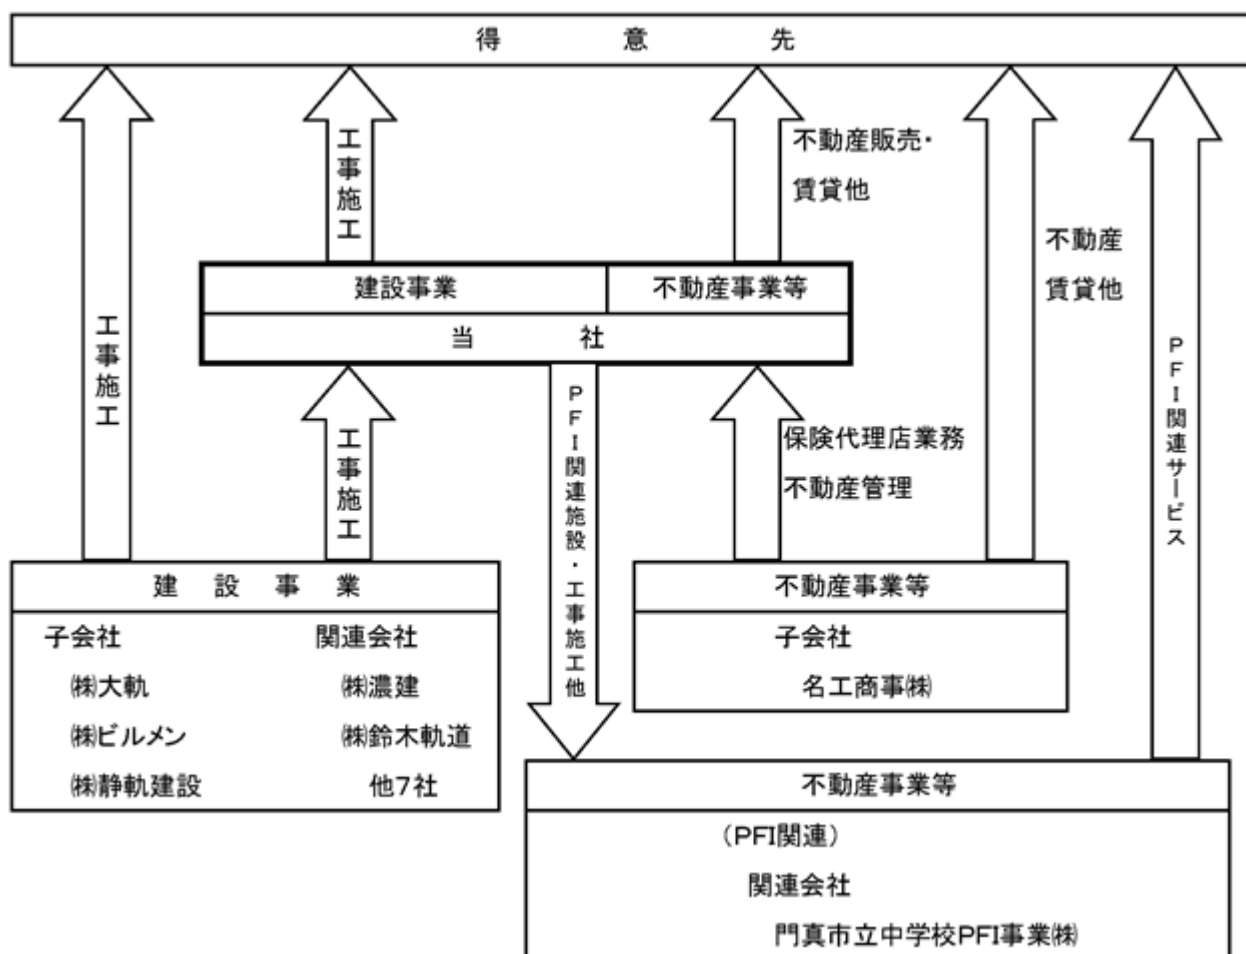 得意先
工事施工
工事施工
不動産販売・
賃貸他
不動産
賃貸他
建設事業
不動産事業等
当社
工事施工
PFI関連施設・工事施工他
保険代理店業務
不動産管理
PFI関連サービス
建設事業
子会社
関連会社
㈱大軌
㈱濃建
㈱ビルメン
㈱鈴木軌道
㈱静軌建設
他7社
不動産事業等
子会社
名工商事㈱
不動産事業等
（PFI関連）
関連会社
門真市立中学校PFI事業㈱